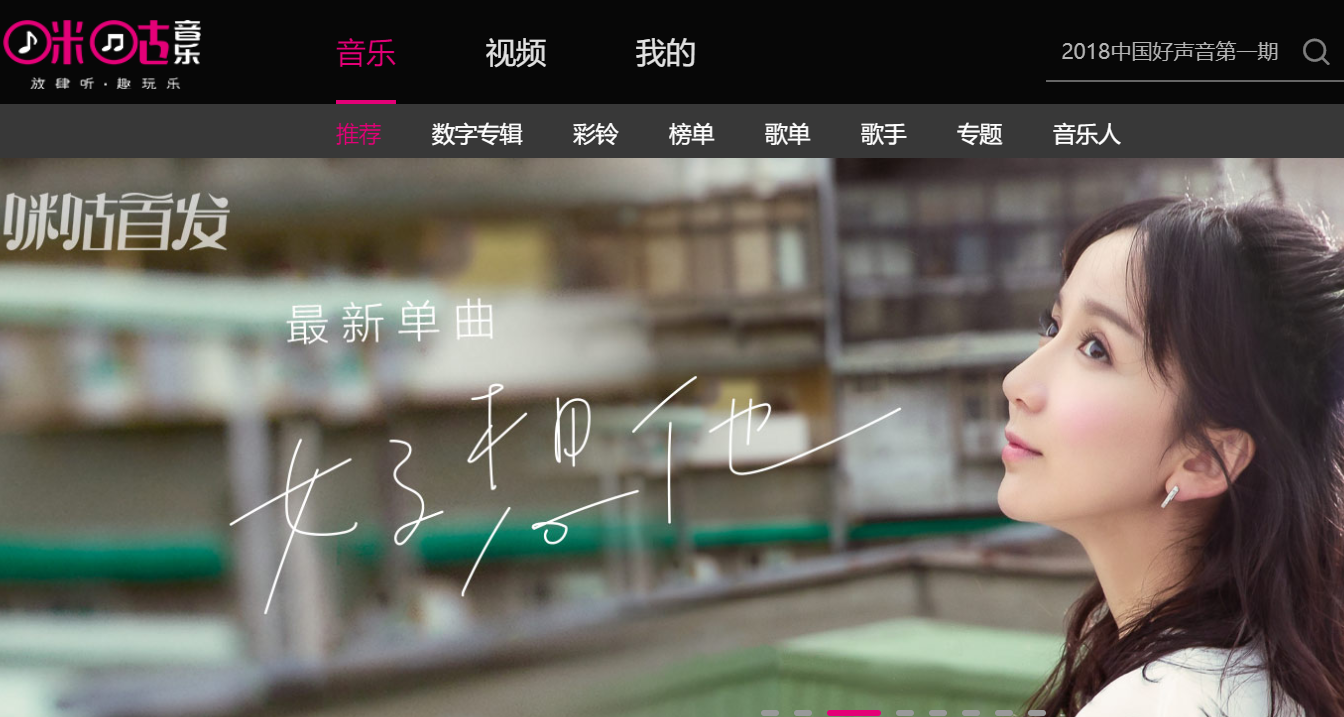 咪咕音乐
放肆听·趣玩乐
音乐 视频 我的 2018中国好声音第一期
推荐 数字专辑 彩铃 榜单 歌单 歌手 专题 音乐人
咪咕首发
最新单曲
好想他